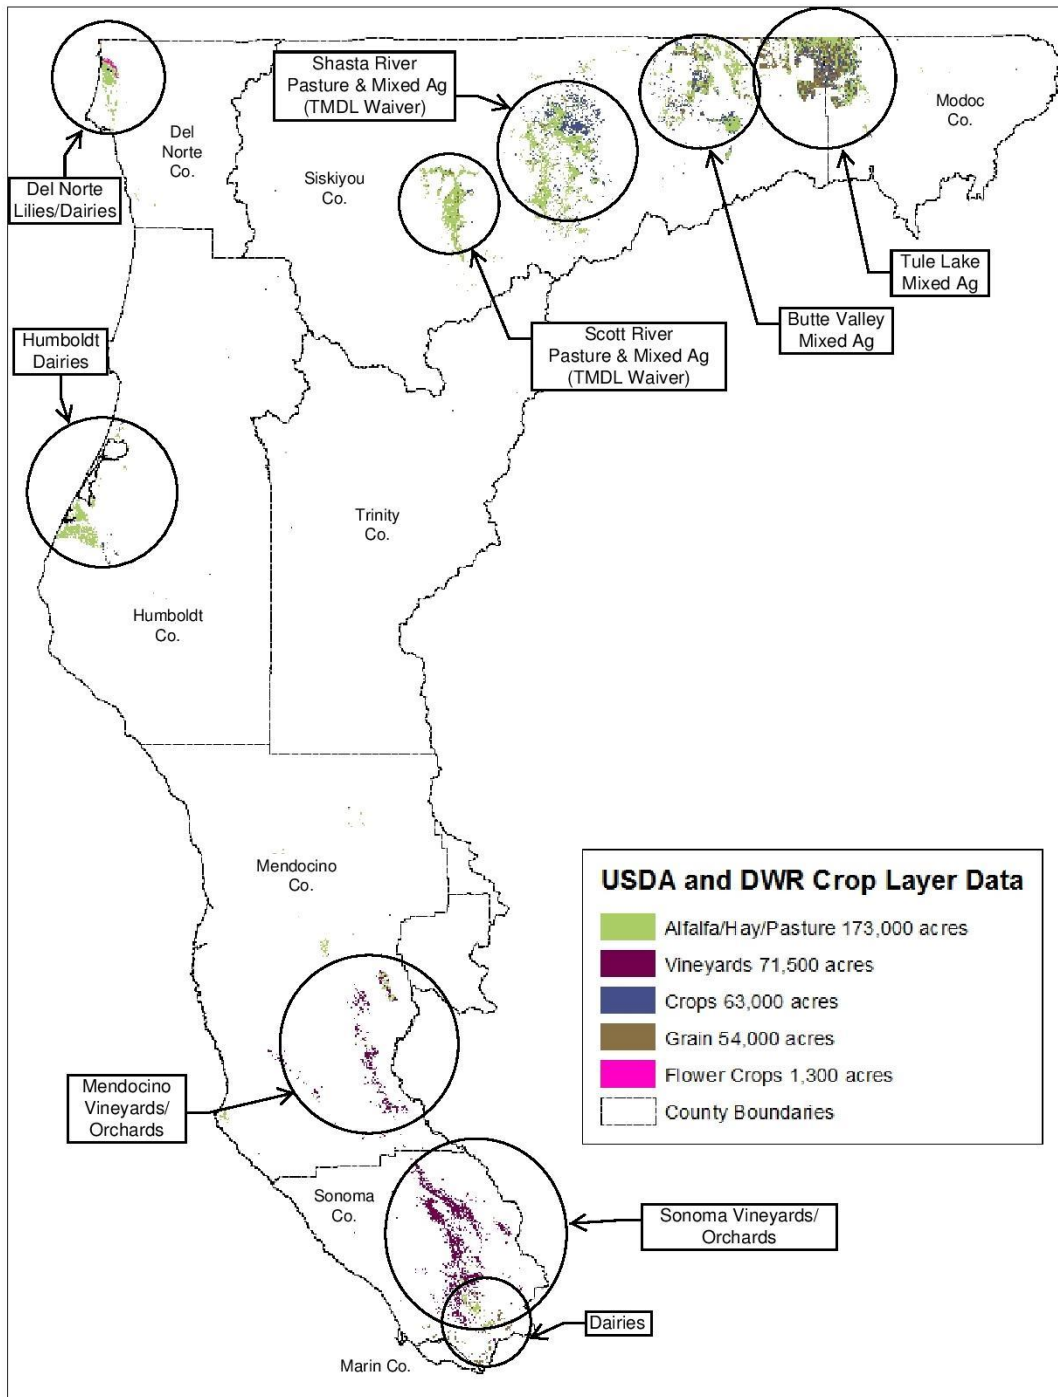 Shasta River
Pasture & Mixed Ag
(TMDL Waiver)
Del
Norte
Co.
Siskiyou
Co.
Modoc
Co.
Del Norte
Lilies/Dairies
Tule Lake
Mixed Ag
Butte Valley
Mixed Ag
Scott River
Pasture & Mixed Ag
(TMDL Waiver)
Humboldt
Dairies
Trinity
Co.
Humboldt
Co.
Mendocino
Co.
USDA and DWR Crop Layer Data
Alfalfa/Hay/Pasture 173,000 acres
Vineyards 71,500 acres
Crops 63,000 acres
Grain 54,000 acres
Flower Crops 1,300 acres
County Boundaries
Mendocino
Vineyards/
Orchards
Sonoma
Co.
Sonoma Vineyards/
Orchards
Dairies
Marin Co.